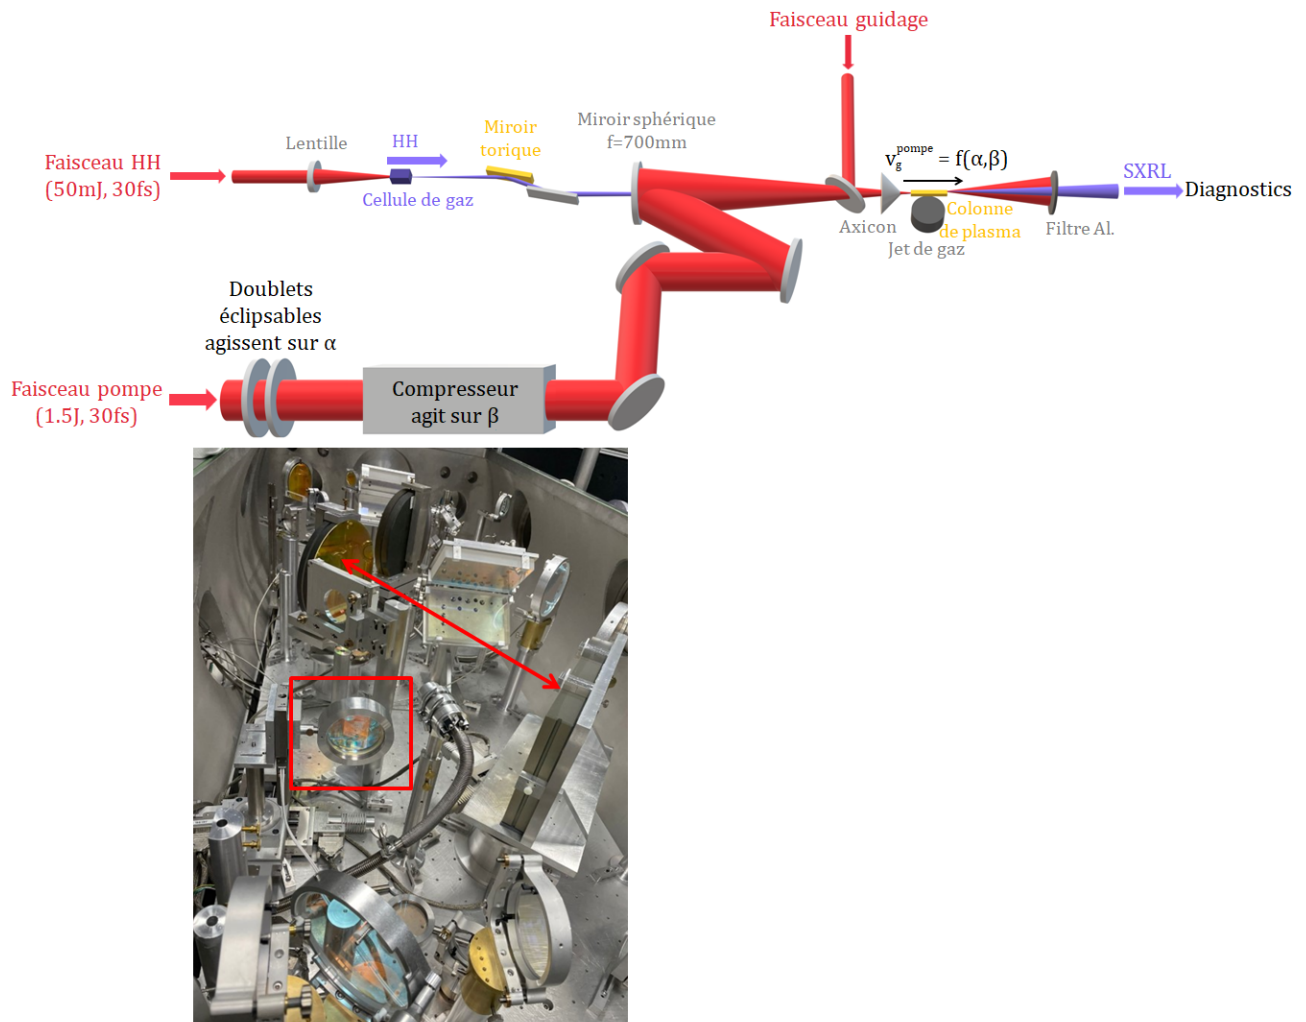 Faisceau guidage
Miroir sphérique
f=700mm
Miroir
torique
HH
Lentille
Faisceau HH
(50mJ, 30fs)
Cellule de gaz
v_g^pompe = f(α,β)
SXRL
Diagnostics
Axicon
Colonne
de plasma
Jet de gaz
Filtre Al.
Doublets
éclipsables
agissent sur α
Faisceau pompe
(1.5J, 30fs)
Compresseur
agit sur β